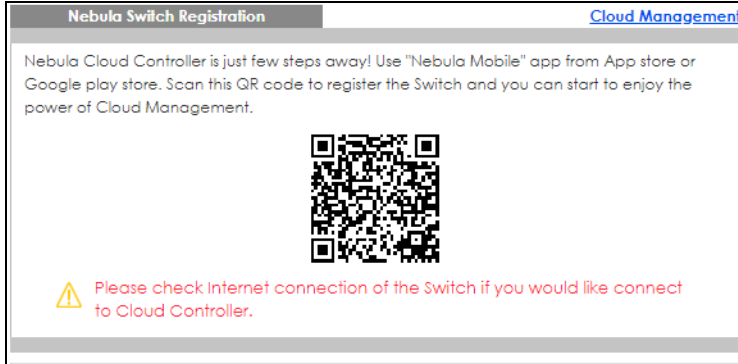 Nebula Switch Registration
Cloud Management
Nebula Cloud Controller is just few steps away! Use "Nebula Mobile" app from App store or
Google play store. Scan this QR code to register the Switch and you can start to enjoy the
power of Cloud Management.
Please check Internet connection of the Switch if you would like connect
to Cloud Controller.